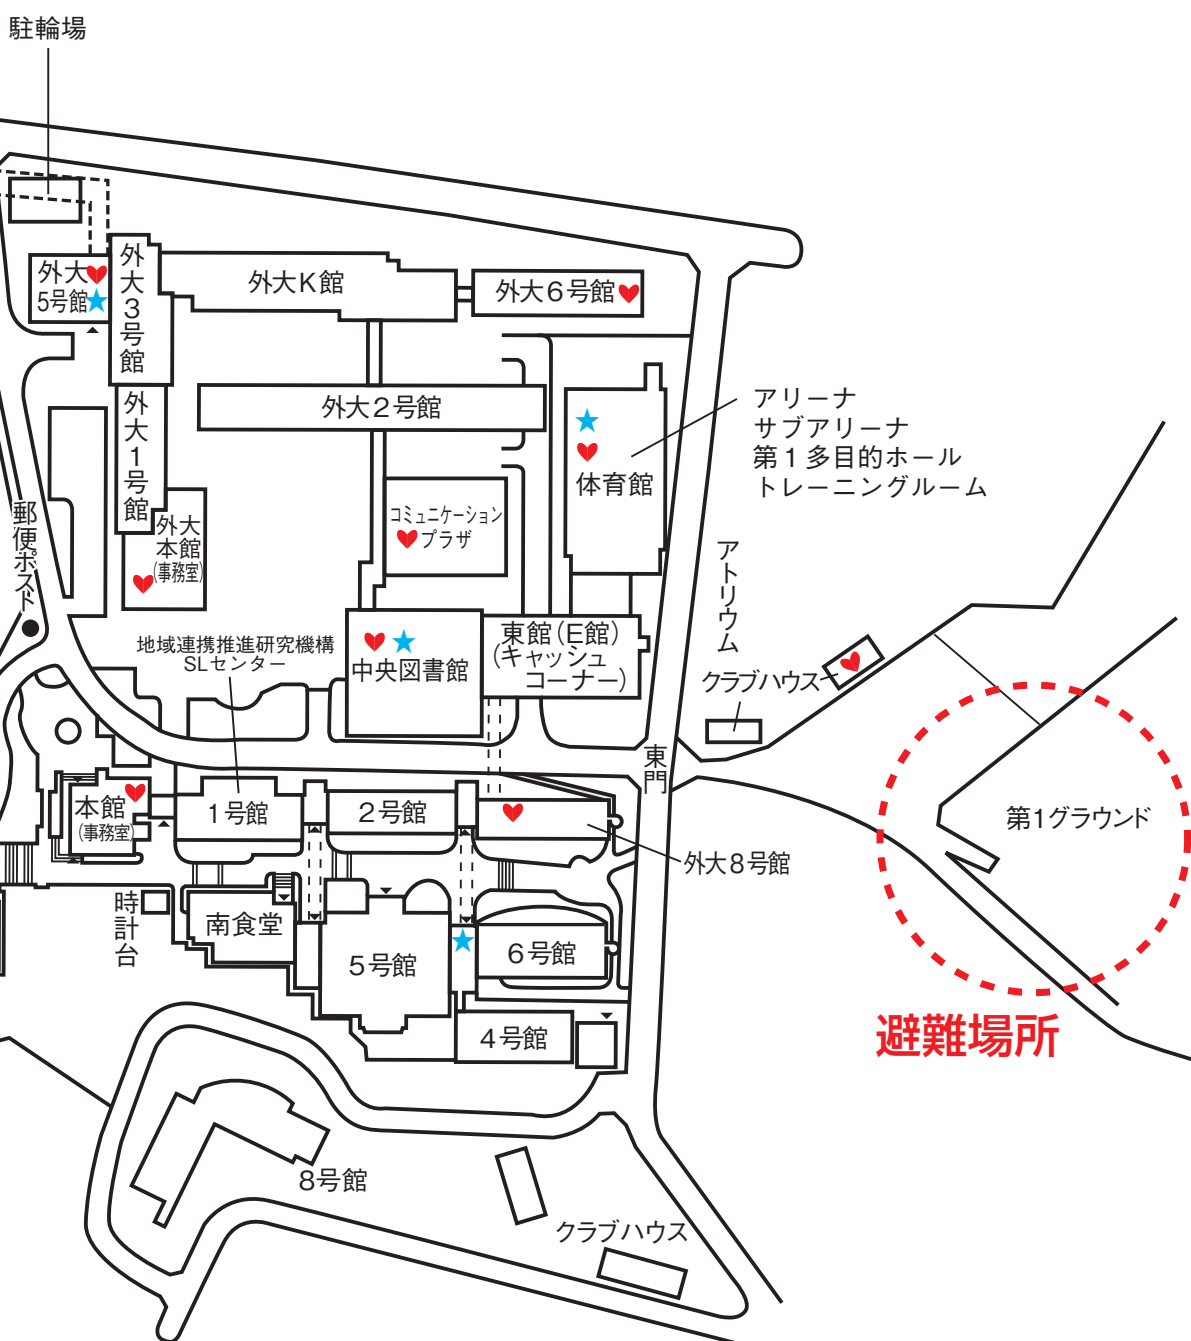 駐輪場
外大
5号館
外大3号館
外大K館
外大6号館
外大1号館
外大2号館
アリーナ
サブアリーナ
第1多目的ホール
トレーニングルーム
体育館
郵便ポスト
外大
本館
(事務室)
コミュニケーション
プラザ
アトリウム
地域連携推進研究機構
SLセンター
中央図書館
東館(E館)
(キャッシュ
コーナー)
クラブハウス
東門
本館
(事務室)
1号館
2号館
外大8号館
第1グラウンド
時計台
南食堂
5号館
6号館
4号館
避難場所
8号館
クラブハウス